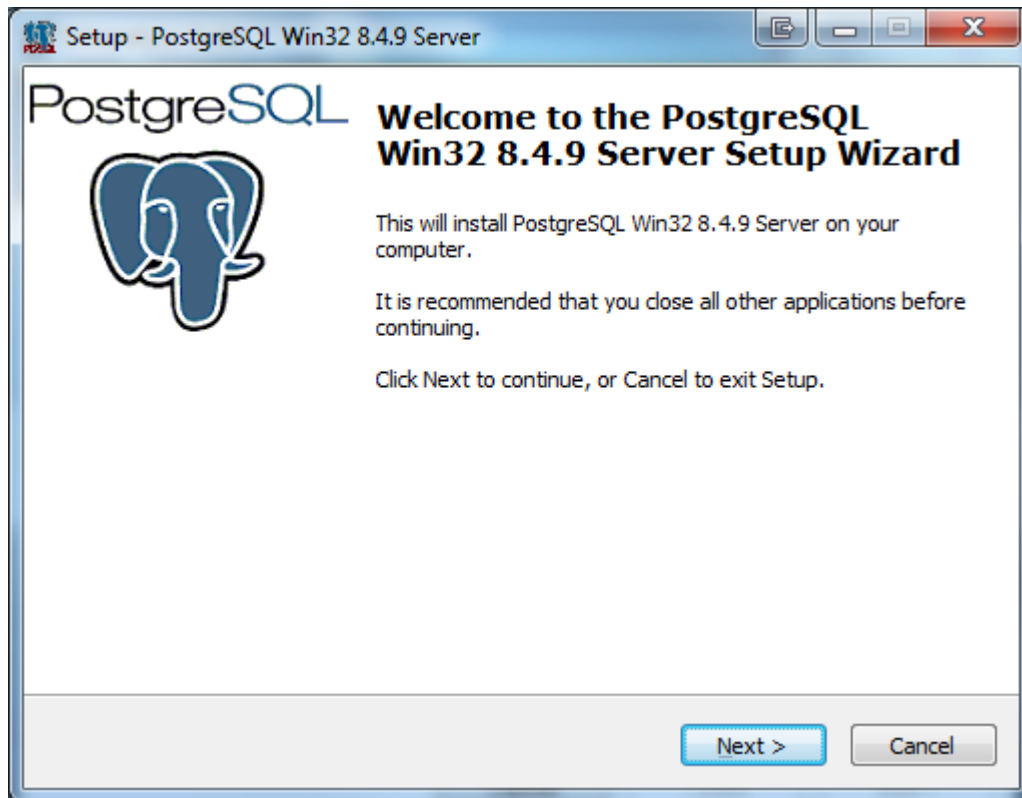 Setup - PostgreSQL Win32 8.4.9 Server
PostgreSQL
Welcome to the PostgreSQL
Win32 8.4.9 Server Setup Wizard
This will install PostgreSQL Win32 8.4.9 Server on your
computer.
It is recommended that you close all other applications before
continuing.
Click Next to continue, or Cancel to exit Setup.
Next >
Cancel